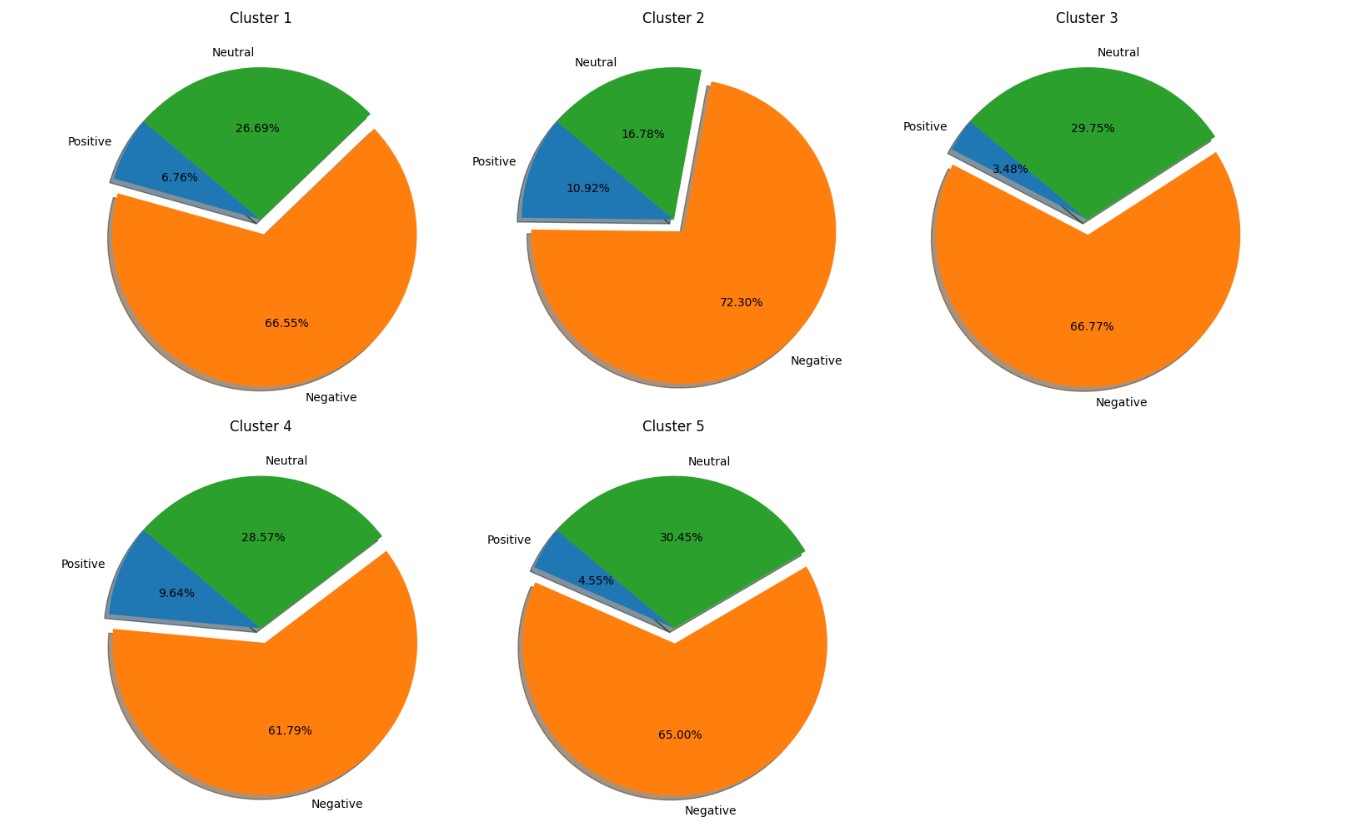 Cluster 1
Neutral
Positive
26.69%
6.76%
66.55%
Negative
Cluster 2
Neutral
Positive
16.78%
10.92%
72.30%
Negative
Cluster 3
Neutral
Positive
29.75%
3.48%
66.77%
Negative
Cluster 4
Neutral
Positive
28.57%
9.64%
61.79%
Negative
Cluster 5
Neutral
Positive
30.45%
4.55%
65.00%
Negative